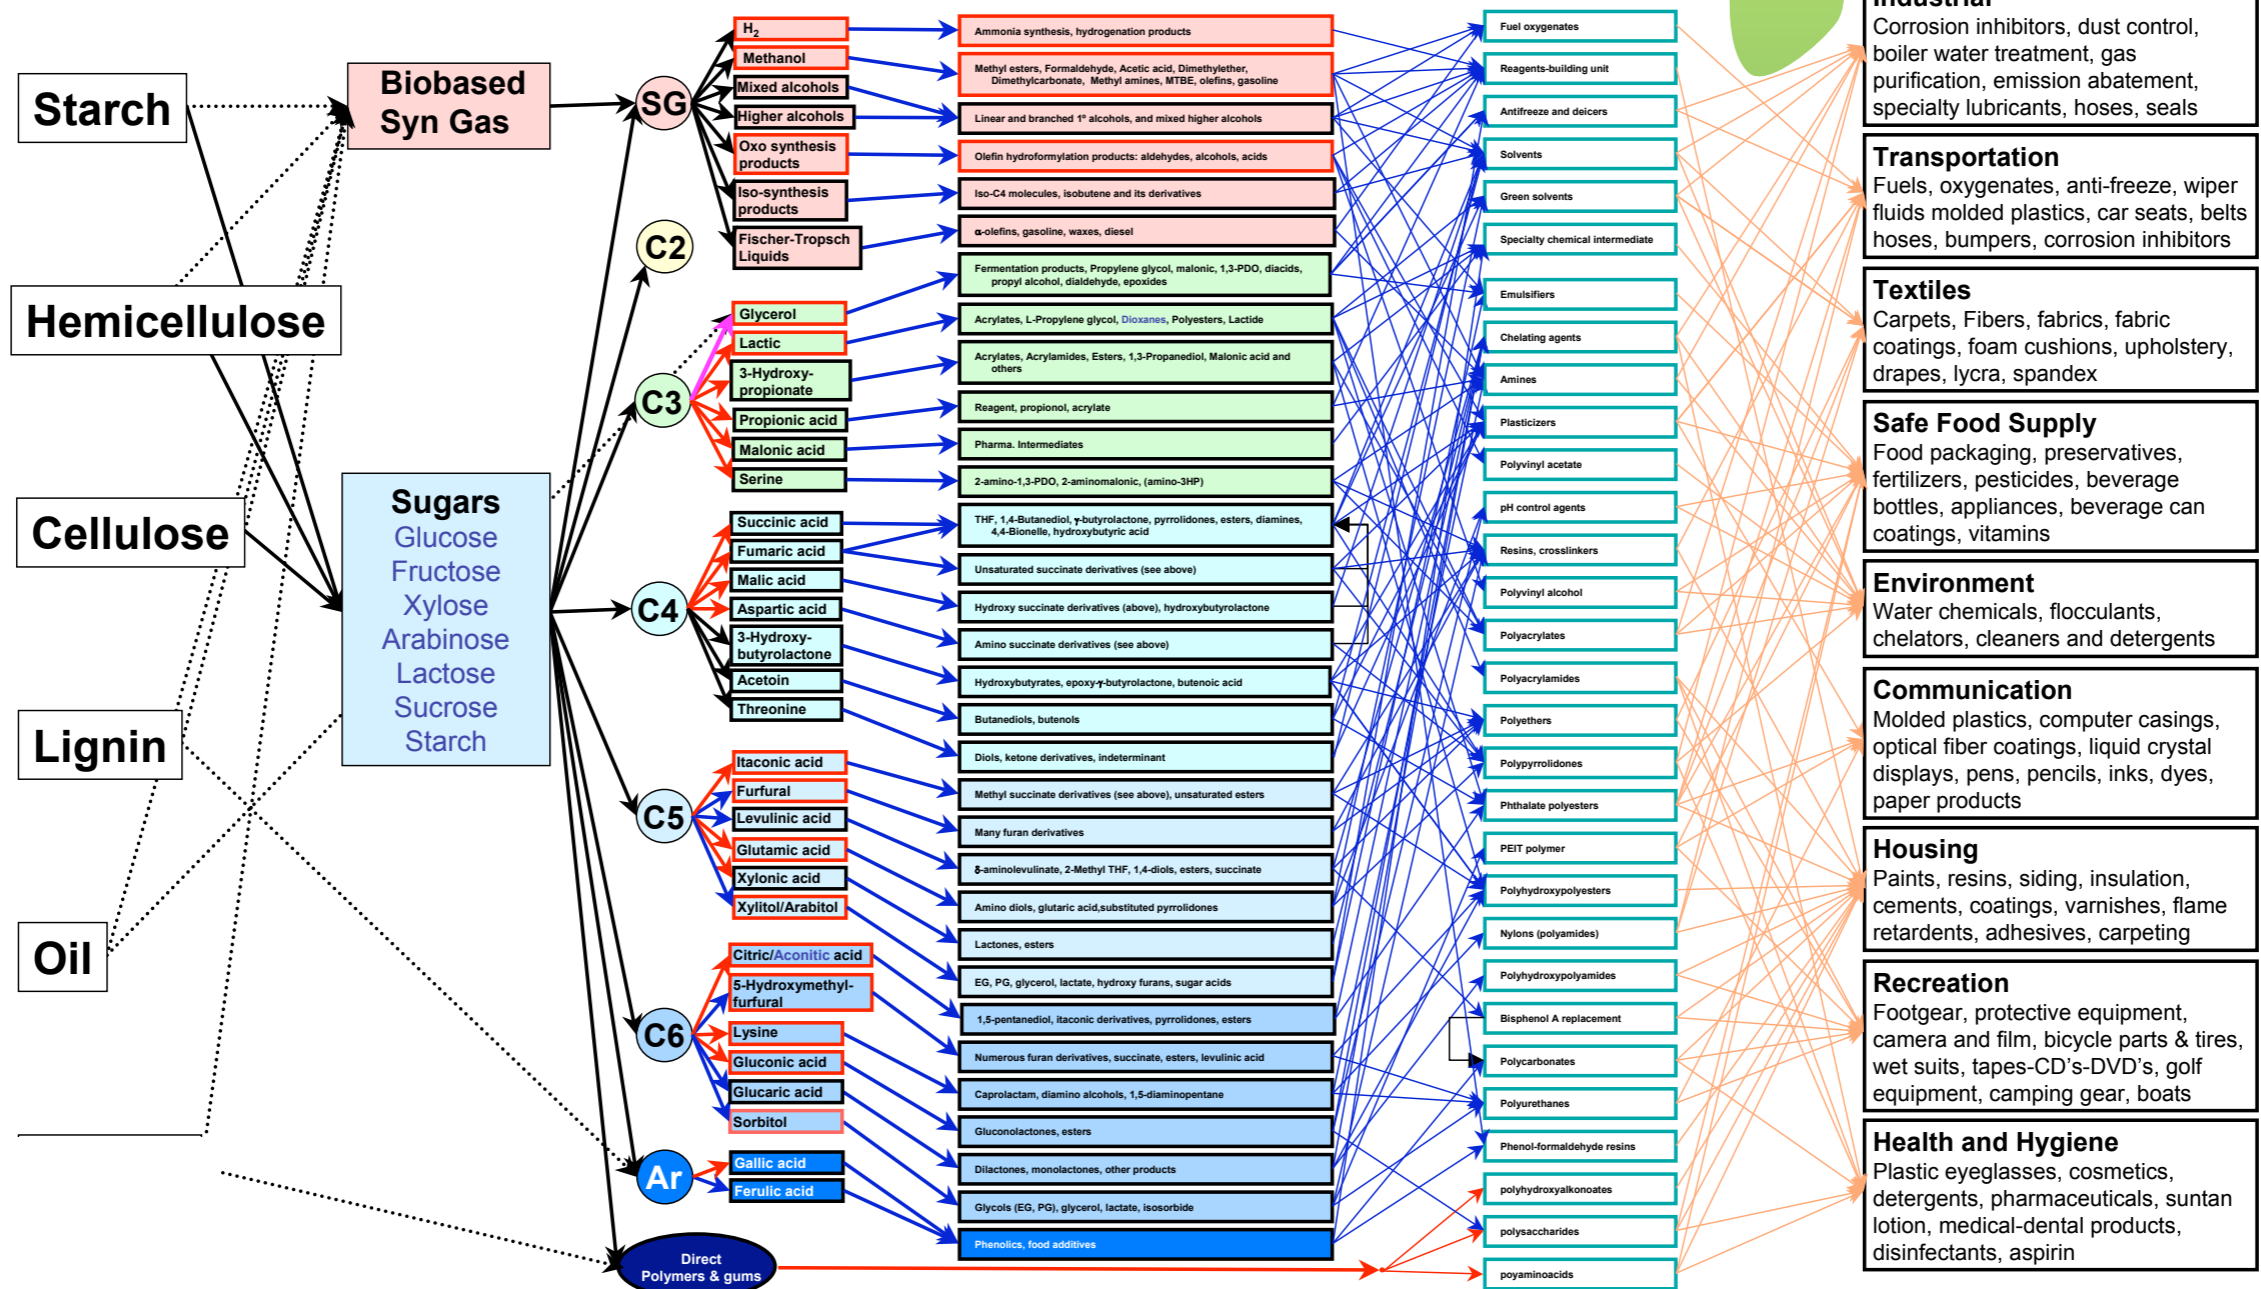 Starch
Hemicellulose
Cellulose
Lignin
Oil
Biobased
Syn Gas
Sugars
Glucose
Fructose
Xylose
Arabinose
Lactose
Sucrose
Starch
SG
C2
C3
C4
C5
C6
Ar
Direct
Polymers & gums
H2
Methanol
Mixed alcohols
Higher alcohols
Oxo synthesis
products
Iso-synthesis
products
Fischer-Tropsch
Liquids
Glycerol
Lactic
3-Hydroxy-
propionate
Propionic acid
Malonic acid
Serine
Succinic acid
Fumaric acid
Malic acid
Aspartic acid
3-Hydroxy-
butyrolactone
Acetoin
Threonine
Itaconic acid
Furfural
Levulinic acid
Glutamic acid
Xylonic acid
Xylitol/Arabitol
Citric/Aconitic acid
5-Hydroxymethyl-
furfural
Lysine
Gluconic acid
Glucaric acid
Sorbitol
Gallic acid
Ferulic acid
Ammonia synthesis, hydrogenation products
Methyl esters, Formaldehyde, Acetic acid, Dimethylether,
Dimethylcarbonate, Methyl amines, MTBE, olefins, gasoline
Linear and branched 1º alcohols, and mixed higher alcohols
Olefin hydroformylation products: aldehydes, alcohols, acids
Iso-C4 molecules, isobutene and its derivatives
α-olefins, gasoline, waxes, diesel
Fermentation products, Propylene glycol, malonic, 1,3-PDO, diacids,
propyl alcohol, dialdehyde, epoxides
Acrylates, L-Propylene glycol, Dioxanes, Polyesters, Lactide
Acrylates, Acrylamides, Esters, 1,3-Propanediol, Malonic acid and
others
Reagent, propionol, acrylate
Pharma. Intermediates
2-amino-1,3-PDO, 2-aminomalonic, (amino-3HP)
THF, 1,4-Butanediol, γ-butyrolactone, pyrrolidones, esters, diamines,
4,4-Bionelle, hydroxybutyric acid
Unsaturated succinate derivatives (see above)
Hydroxy succinate derivatives (above), hydroxybutyrolactone
Amino succinate derivatives (see above)
Hydroxybutyrates, epoxy-γ-butyrolactone, butenoic acid
Butanediols, butenols
Diols, ketone derivatives, indeterminant
Methyl succinate derivatives (see above), unsaturated esters
Many furan derivatives
δ-aminolevulinate, 2-Methyl THF, 1,4-diols, esters, succinate
Amino diols, glutaric acid,substituted pyrrolidones
Lactones, esters
EG, PG, glycerol, lactate, hydroxy furans, sugar acids
1,5-pentanediol, itaconic derivatives, pyrrolidones, esters
Numerous furan derivatives, succinate, esters, levulinic acid
Caprolactam, diamino alcohols, 1,5-diaminopentane
Gluconolactones, esters
Dilactones, monolactones, other products
Glycols (EG, PG), glycerol, lactate, isosorbide
Phenolics, food additives
Fuel oxygenates
Reagents-building unit
Antifreeze and deicers
Solvents
Green solvents
Specialty chemical intermediate
Emulsifiers
Chelating agents
Amines
Plasticizers
Polyvinyl acetate
pH control agents
Resins, crosslinkers
Polyvinyl alcohol
Polyacrylates
Polyacrylamides
Polyethers
Polypyrrolidones
Phthalate polyesters
PEIT polymer
Polyhydroxypolyesters
Nylons (polyamides)
Polyhydroxypolyamides
Bisphenol A replacement
Polycarbonates
Polyurethanes
Phenol-formaldehyde resins
polyhydroxyalkonoates
polysaccharides
poyaminoacids
Industrial
Corrosion inhibitors, dust control,
boiler water treatment, gas
purification, emission abatement,
specialty lubricants, hoses, seals
Transportation
Fuels, oxygenates, anti-freeze, wiper
fluids molded plastics, car seats, belts
hoses, bumpers, corrosion inhibitors
Textiles
Carpets, Fibers, fabrics, fabric
coatings, foam cushions, upholstery,
drapes, lycra, spandex
Safe Food Supply
Food packaging, preservatives,
fertilizers, pesticides, beverage
bottles, appliances, beverage can
coatings, vitamins
Environment
Water chemicals, flocculants,
chelators, cleaners and detergents
Communication
Molded plastics, computer casings,
optical fiber coatings, liquid crystal
displays, pens, pencils, inks, dyes,
paper products
Housing
Paints, resins, siding, insulation,
cements, coatings, varnishes, flame
retardents, adhesives, carpeting
Recreation
Footgear, protective equipment,
camera and film, bicycle parts & tires,
wet suits, tapes-CD's-DVD's, golf
equipment, camping gear, boats
Health and Hygiene
Plastic eyeglasses, cosmetics,
detergents, pharmaceuticals, suntan
lotion, medical-dental products,
disinfectants, aspirin